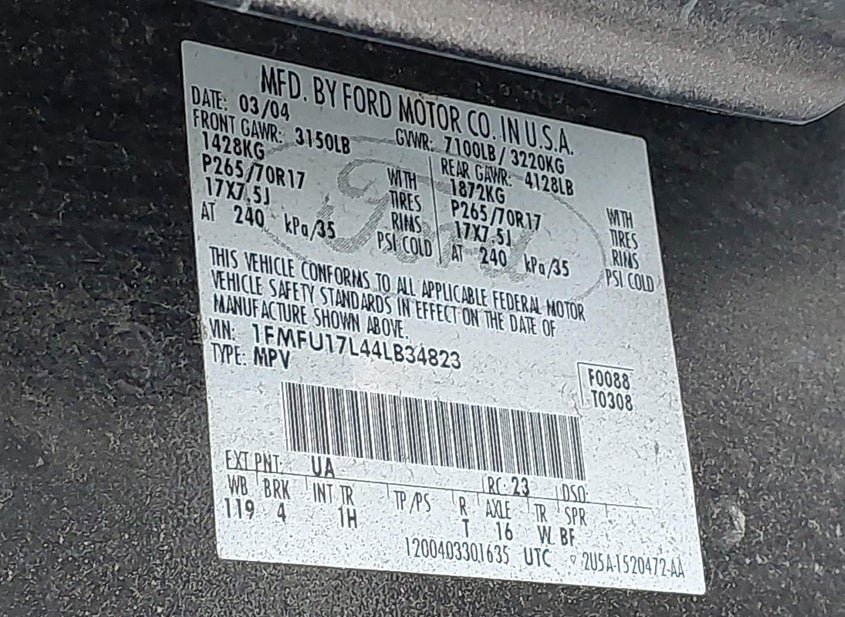 MFD. BY FORD MOTOR CO. IN U.S.A.
DATE: 03/04 GVWR: 7100LB/3220KG
FRONT GAWR: 3150LB REAR GAWR: 4128LB
1428KG WITH 1872KG WITH
P265/70R17 TIRES P265/70R17 TIRES
17X7.5J RIMS 17X7.5J RIMS
AT 240 kPa/35 PSI COLD AT 240 kPa/35 PSI COLD
Ford
THIS VEHICLE CONFORMS TO ALL APPLICABLE FEDERAL MOTOR
VEHICLE SAFETY STANDARDS IN EFFECT ON THE DATE OF
MANUFACTURE SHOWN ABOVE.
VIN: 1FMFU17L44LB34823
TYPE: MPV
F0088
T0308
EXT PNT: UA RC: 23 DSO:
WB BRK INT TR TP/PS R AXLE TR SPR
119 4 1H T 16 W BF
1200403301635 UTC 2U5A-1520472-AA